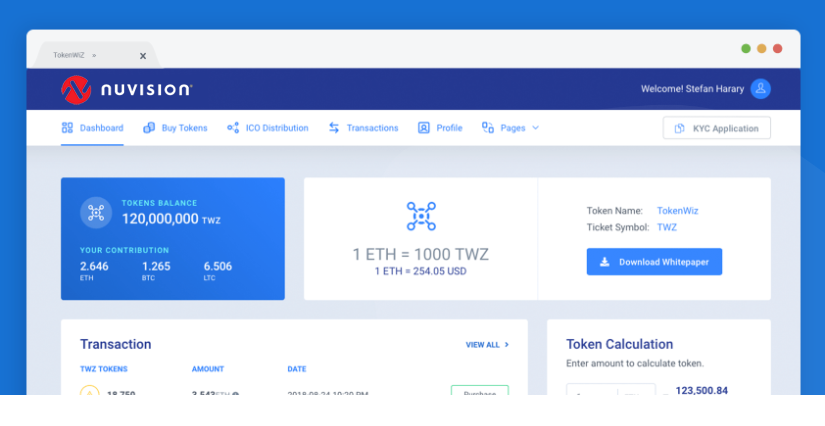 TokenWiZ
x
nuvision
Welcome! Stefan Harary
Dashboard Buy Tokens ICO Distribution Transactions Profile Pages
KYC Application
TOKENS BALANCE
120,000,000 TWZ
YOUR CONTRIBUTION
2.646 1.265 6.506
ETH BTC LTC
1 ETH = 1000 TWZ
1 ETH = 254.05 USD
Token Name: TokenWiz
Ticket Symbol: TWZ
Download Whitepaper
Transaction
VIEW ALL
TWZ TOKENS AMOUNT DATE
18,750 3.543 ETH 2018-08-24 10:20 PM Purchase
Token Calculation
Enter amount to calculate token.
123,500.84